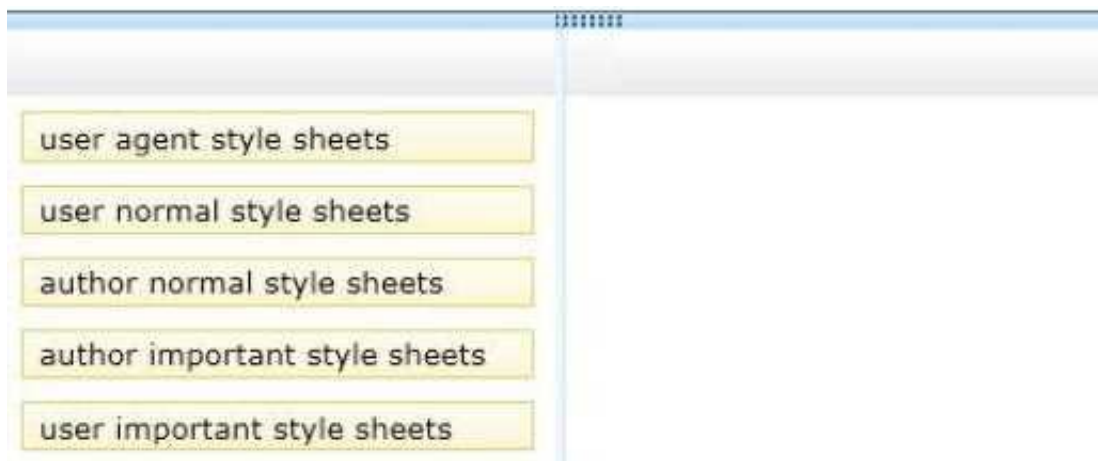 user agent style sheets
user normal style sheets
author normal style sheets
author important style sheets
user important style sheets